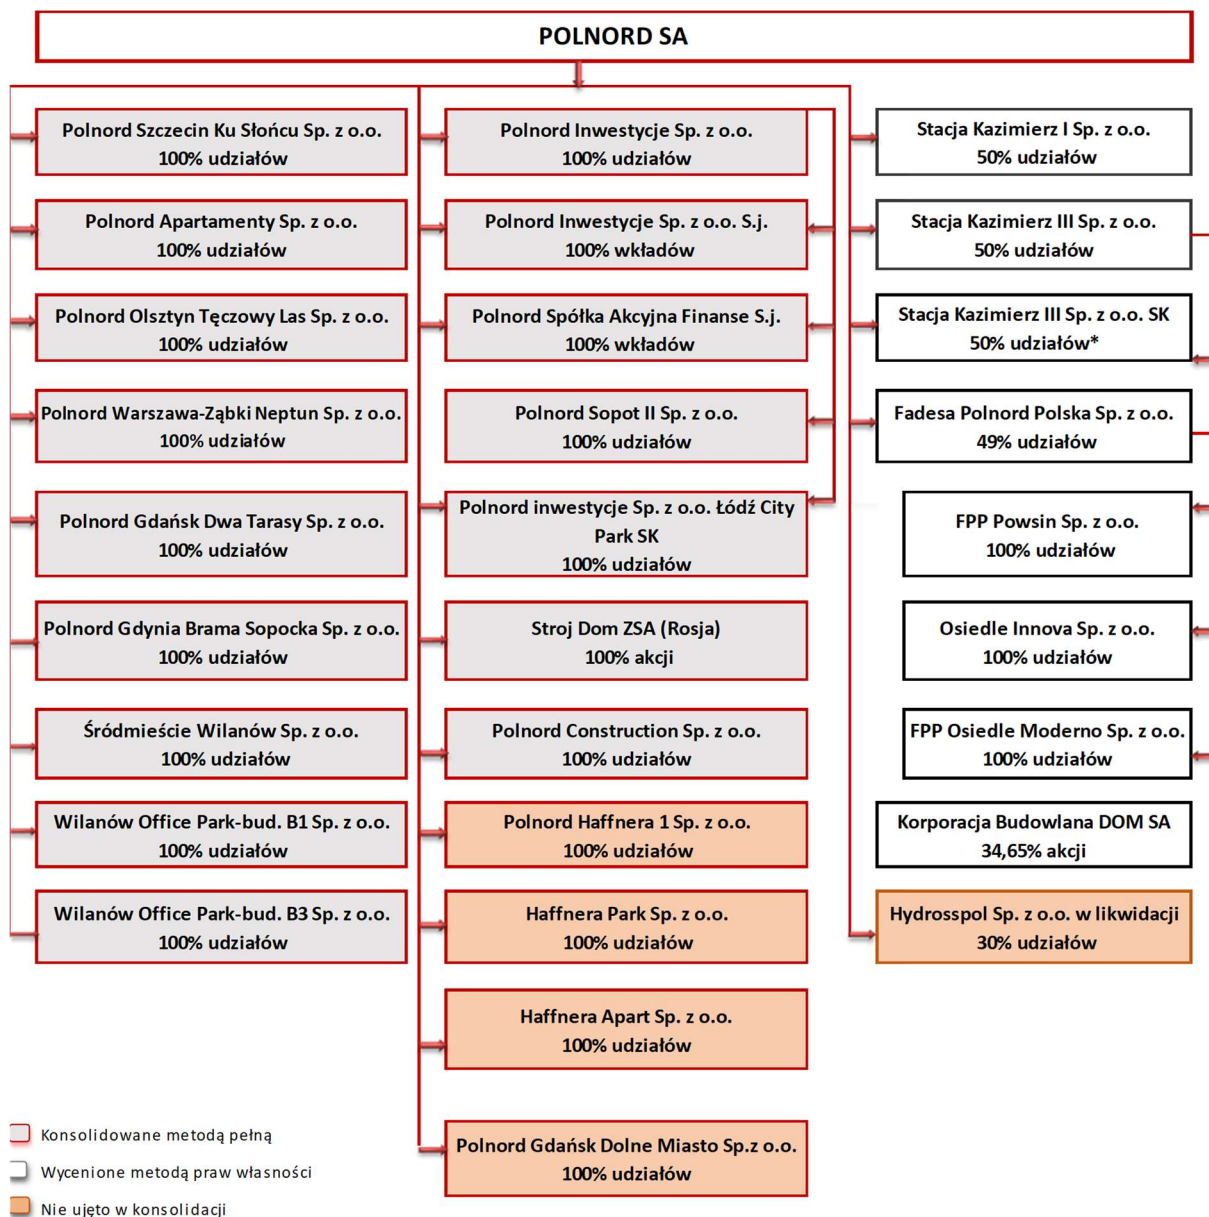 POLNORD SA
Polnord Szczecin Ku Słońcu Sp. z o.o.
100% udziałów
Polnord Apartamenty Sp. z o.o.
100% udziałów
Polnord Olsztyn Tęczowy Las Sp. z o.o.
100% udziałów
Polnord Warszawa-Ząbki Neptun Sp. z o.o.
100% udziałów
Polnord Gdańsk Dwa Tarasy Sp. z o.o.
100% udziałów
Polnord Gdynia Brama Sopocka Sp. z o.o.
100% udziałów
Śródmieście Wilanów Sp. z o.o.
100% udziałów
Wilanów Office Park-bud. B1 Sp. z o.o.
100% udziałów
Wilanów Office Park-bud. B3 Sp. z o.o.
100% udziałów
Polnord Inwestycje Sp. z o.o.
100% udziałów
Polnord Inwestycje Sp. z o.o. S.j.
100% wkładów
Polnord Spółka Akcyjna Finanse S.j.
100% wkładów
Polnord Sopot II Sp. z o.o.
100% udziałów
Polnord inwestycje Sp. z o.o. Łódź City
Park SK
100% udziałów
Stroj Dom ZSA (Rosja)
100% akcji
Polnord Construction Sp. z o.o.
100% udziałów
Polnord Haffnera 1 Sp. z o.o.
100% udziałów
Haffnera Park Sp. z o.o.
100% udziałów
Haffnera Apart Sp. z o.o.
100% udziałów
Polnord Gdańsk Dolne Miasto Sp.z o.o.
100% udziałów
Stacja Kazimierz I Sp. z o.o.
50% udziałów
Stacja Kazimierz III Sp. z o.o.
50% udziałów
Stacja Kazimierz III Sp. z o.o. SK
50% udziałów*
Fadesa Polnord Polska Sp. z o.o.
49% udziałów
FPP Powsin Sp. z o.o.
100% udziałów
Osiedle Innova Sp. z o.o.
100% udziałów
FPP Osiedle Moderno Sp. z o.o.
100% udziałów
Korporacja Budowlana DOM SA
34,65% akcji
Hydrosspol Sp. z o.o. w likwidacji
30% udziałów
Konsolidowane metodą pełną
Wycenione metodą praw własności
Nie ujęto w konsolidacji